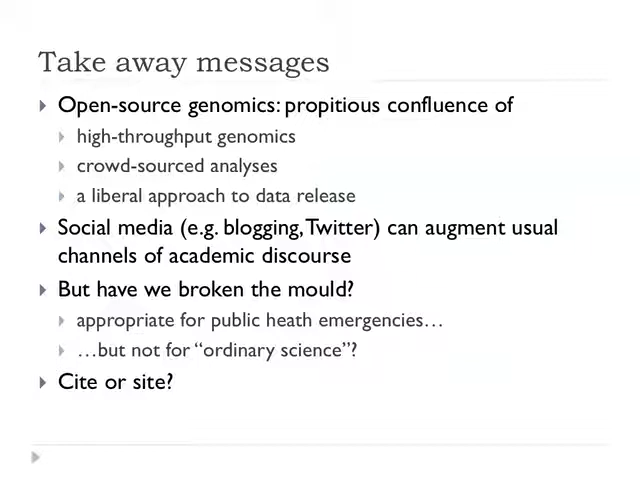 Take away messages
Open-source genomics: propitious confluence of
high-throughput genomics
crowd-sourced analyses
a liberal approach to data release
Social media (e.g. blogging, Twitter) can augment usual
channels of academic discourse
But have we broken the mould?
appropriate for public heath emergencies…
…but not for “ordinary science”?
Cite or site?